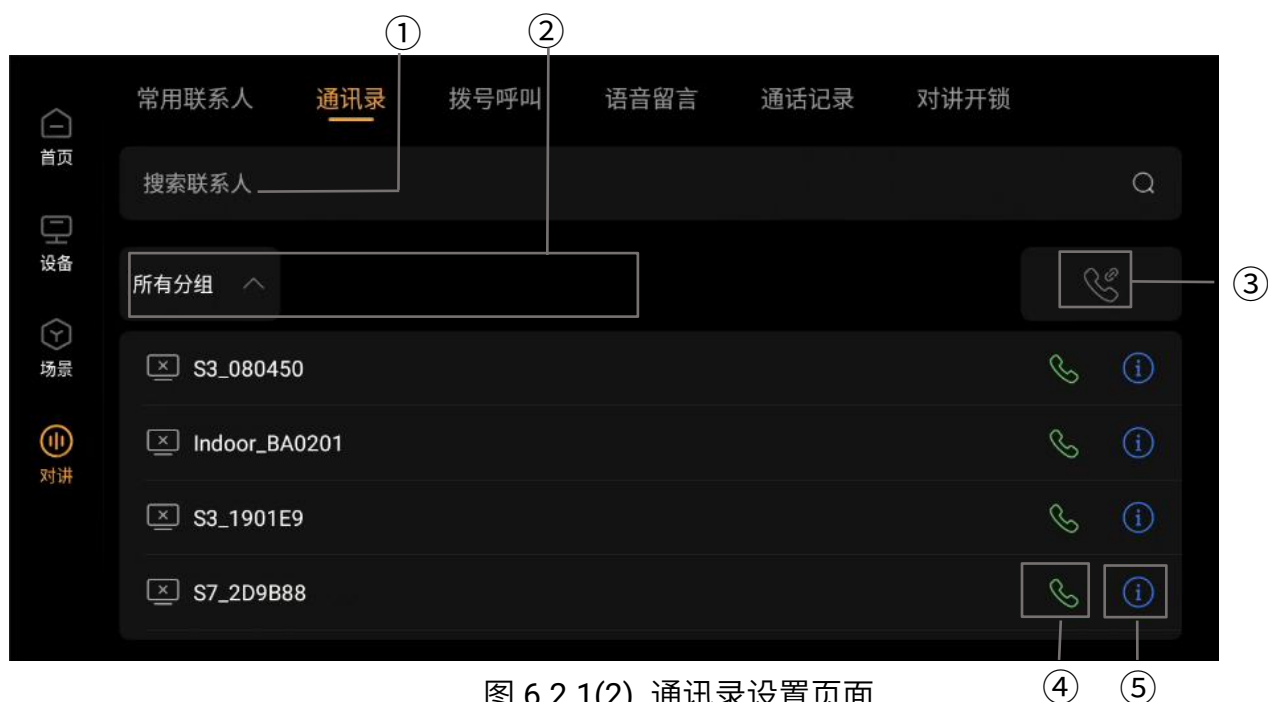 ① ②
常用联系人 通讯录 拨号呼叫 语音留言 通话记录 对讲开锁
首页
搜索联系人
设备
所有分组
③
场景
S3_080450
Indoor_BA0201
对讲
S3_1901E9
S7_2D9B88
④ ⑤
图 6.2.1(2) 通讯录设置页面